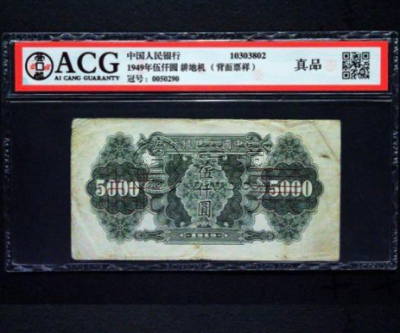 ACG
AI CANG GUARANTY
中国人民银行 10303802
1949年伍仟圆 耕地机（背面票样）
冠号：0050290
真品
5000 伍仟圆 5000
1949